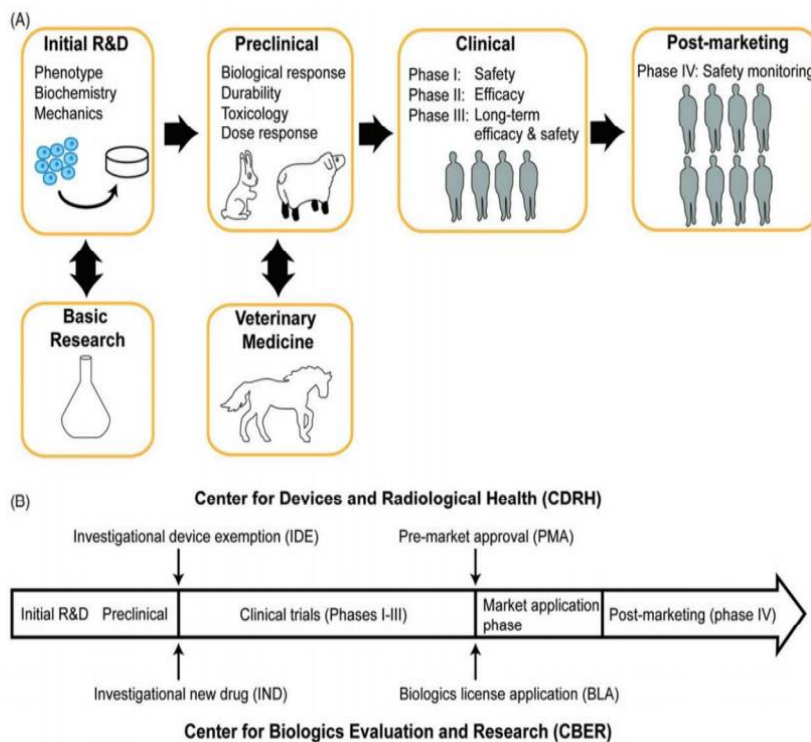 (A)
Initial R&D
Phenotype
Biochemistry
Mechanics
Preclinical
Biological response
Durability
Toxicology
Dose response
Clinical
Phase I: Safety
Phase II: Efficacy
Phase III: Long-term
efficacy & safety
Post-marketing
Phase IV: Safety monitoring
Basic
Research
Veterinary
Medicine
(B)
Center for Devices and Radiological Health (CDRH)
Investigational device exemption (IDE)
Pre-market approval (PMA)
Initial R&D
Preclinical
Clinical trials (Phases I-III)
Market application
phase
Post-marketing (phase IV)
Investigational new drug (IND)
Biologics license application (BLA)
Center for Biologics Evaluation and Research (CBER)